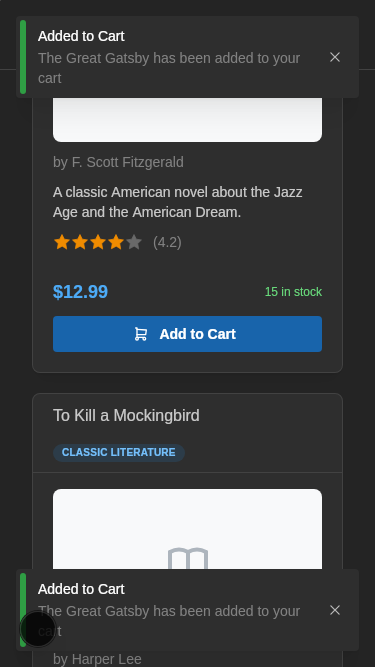 Added to Cart
The Great Gatsby has been added to your
cart
by F. Scott Fitzgerald
A classic American novel about the Jazz
Age and the American Dream.
(4.2)
$12.99
15 in stock
Add to Cart
To Kill a Mockingbird
CLASSIC LITERATURE
Added to Cart
The Great Gatsby has been added to your
cart
by Harper Lee